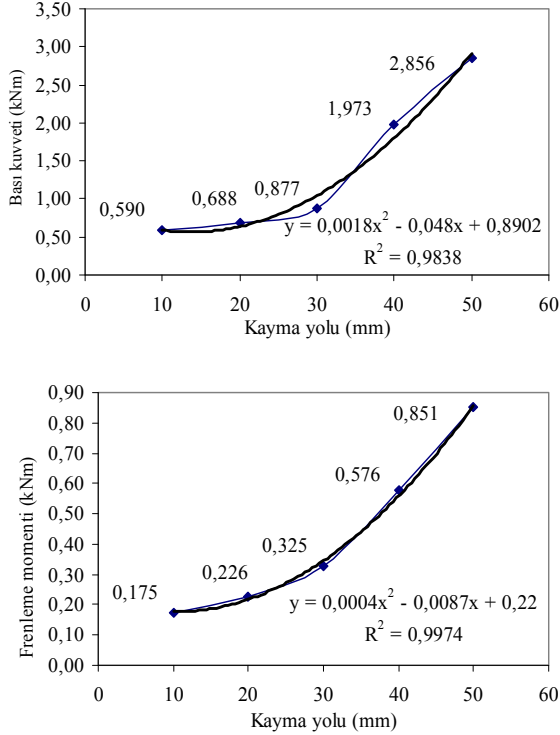 3,50
3,00
2,50
2,00
1,50
1,00
0,50
0,00
Bası kuvveti (kNm)
0,590
0,688
0,877
1,973
2,856
y = 0,0018x² - 0,048x + 0,8902
R² = 0,9838
0 10 20 30 40 50 60
Kayma yolu (mm)
0,90
0,80
0,70
0,60
0,50
0,40
0,30
0,20
0,10
0,00
Frenleme momenti (kNm)
0,175
0,226
0,325
0,576
0,851
y = 0,0004x² - 0,0087x + 0,22
R² = 0,9974
0 10 20 30 40 50 60
Kayma yolu (mm)